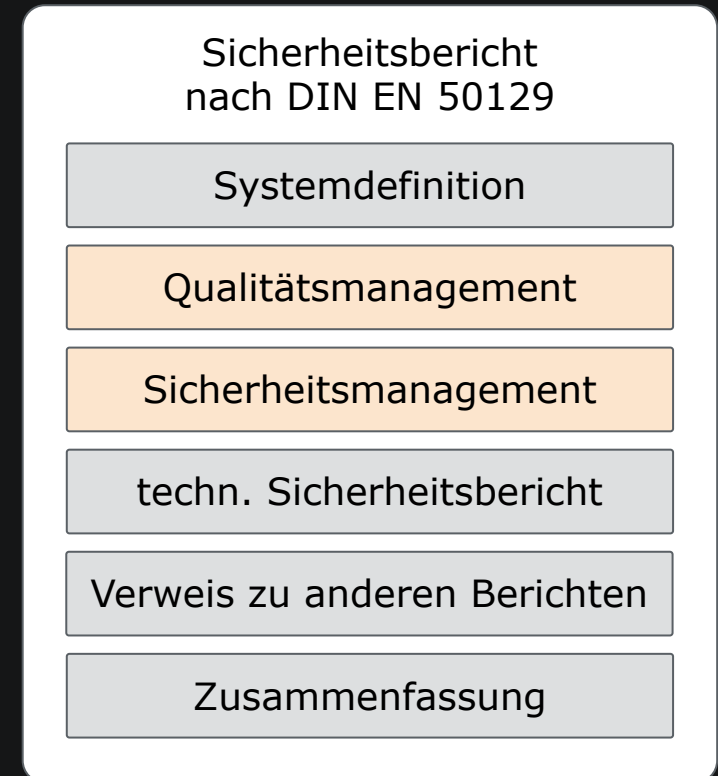 Sicherheitsbericht
nach DIN EN 50129
Systemdefinition
Qualitätsmanagement
Sicherheitsmanagement
techn. Sicherheitsbericht
Verweis zu anderen Berichten
Zusammenfassung